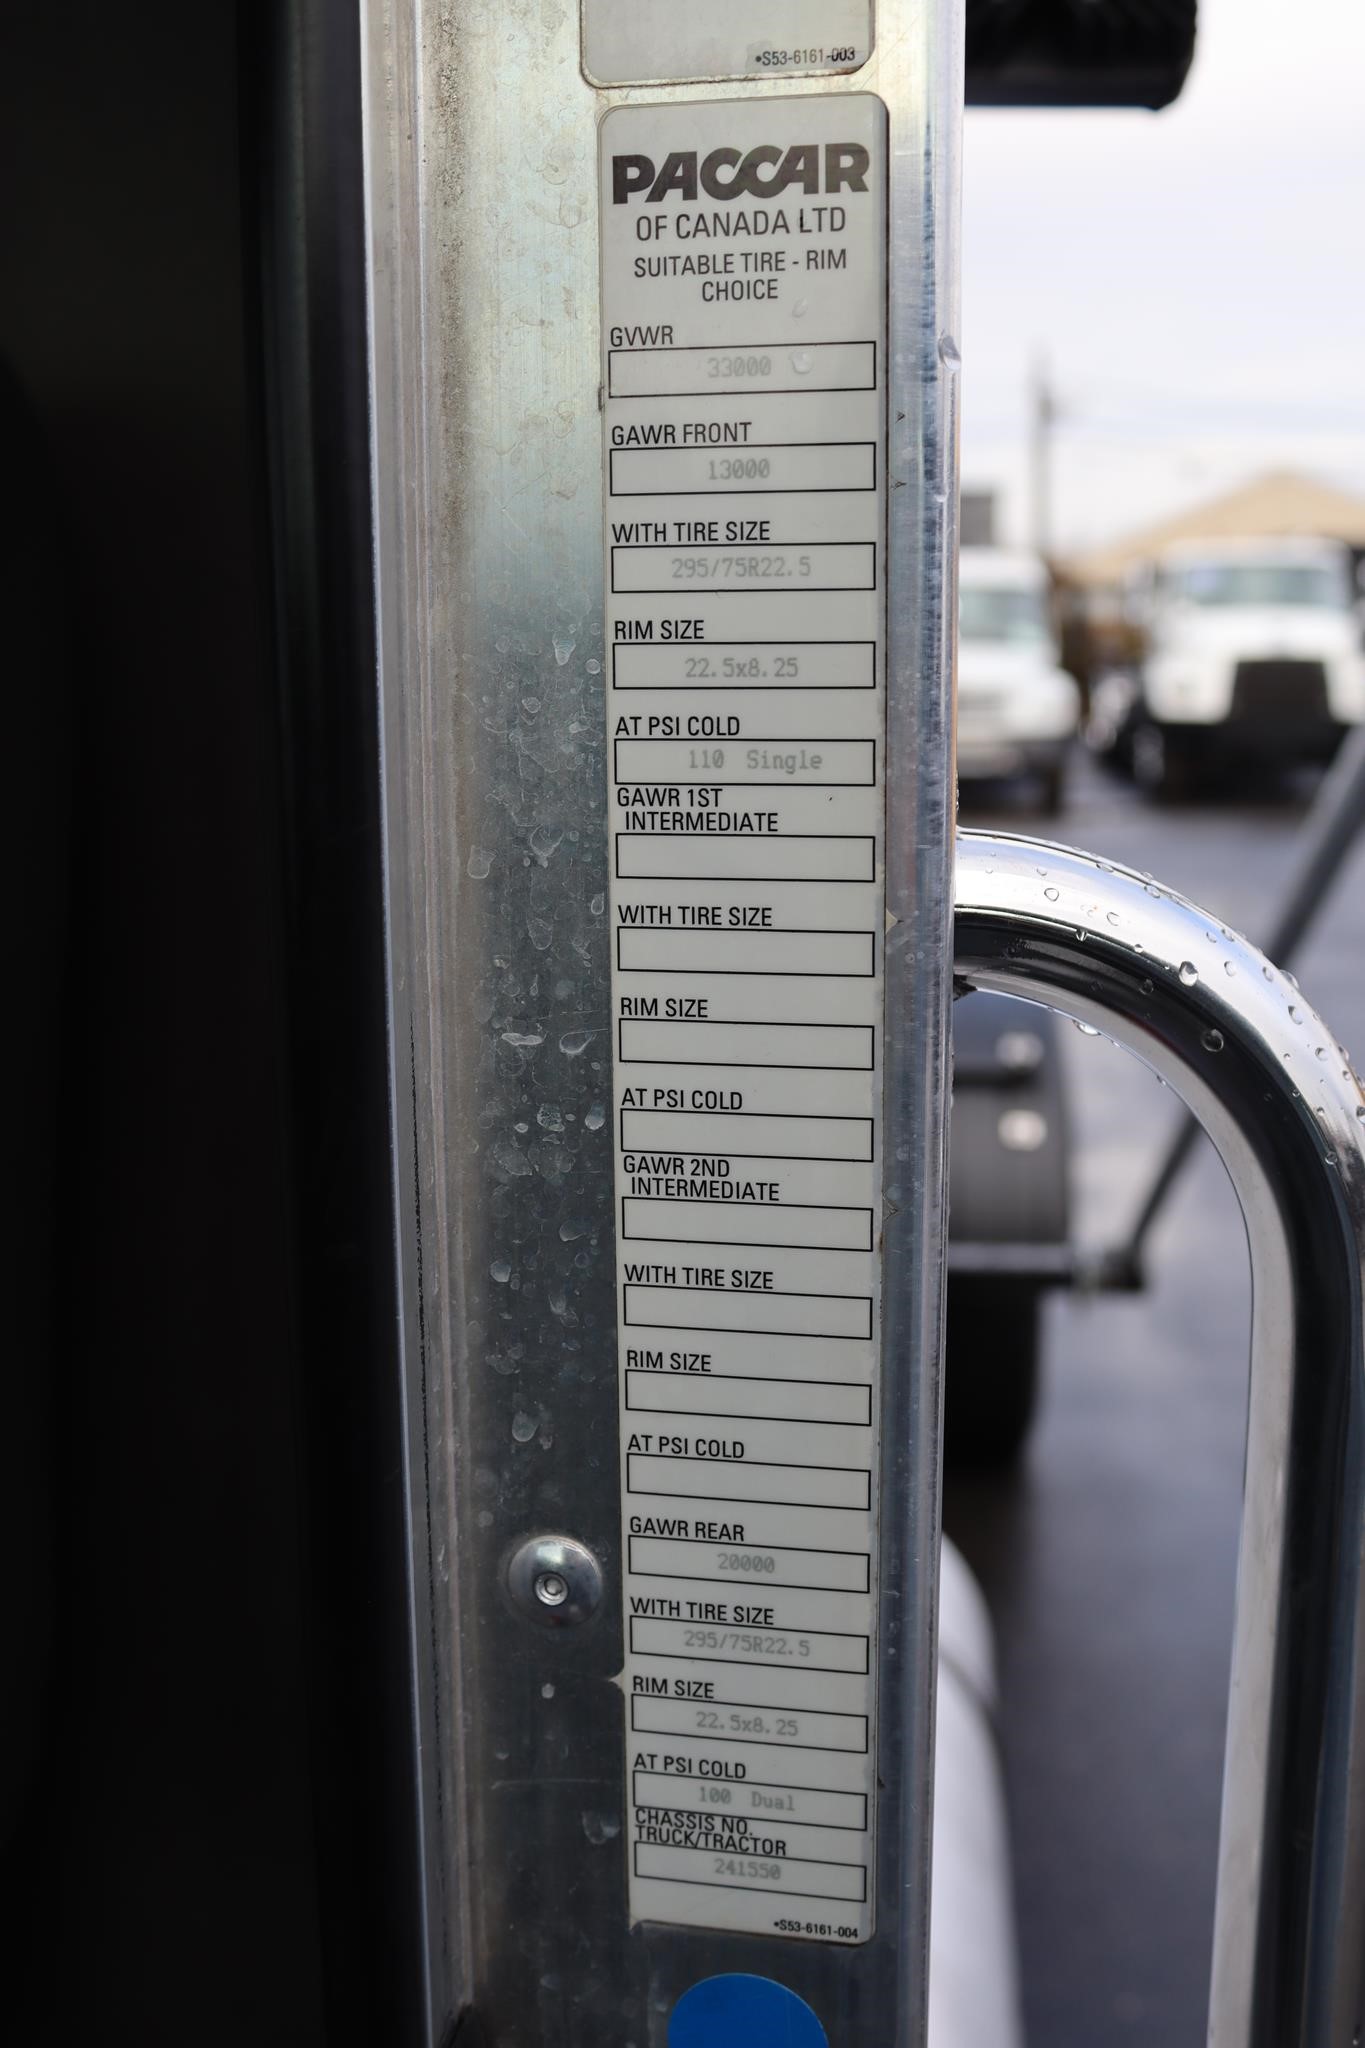 •S53-6161-003
PACCAR
OF CANADA LTD
SUITABLE TIRE - RIM
CHOICE
GVWR
33000
GAWR FRONT
13000
WITH TIRE SIZE
295/75R22.5
RIM SIZE
22.5x8.25
AT PSI COLD
110 Single
GAWR 1ST
INTERMEDIATE
WITH TIRE SIZE
RIM SIZE
AT PSI COLD
GAWR 2ND
INTERMEDIATE
WITH TIRE SIZE
RIM SIZE
AT PSI COLD
GAWR REAR
20000
WITH TIRE SIZE
295/75R22.5
RIM SIZE
22.5x8.25
AT PSI COLD
100 Dual
CHASSIS NO.
TRUCK/TRACTOR
241550
•S53-6161-004